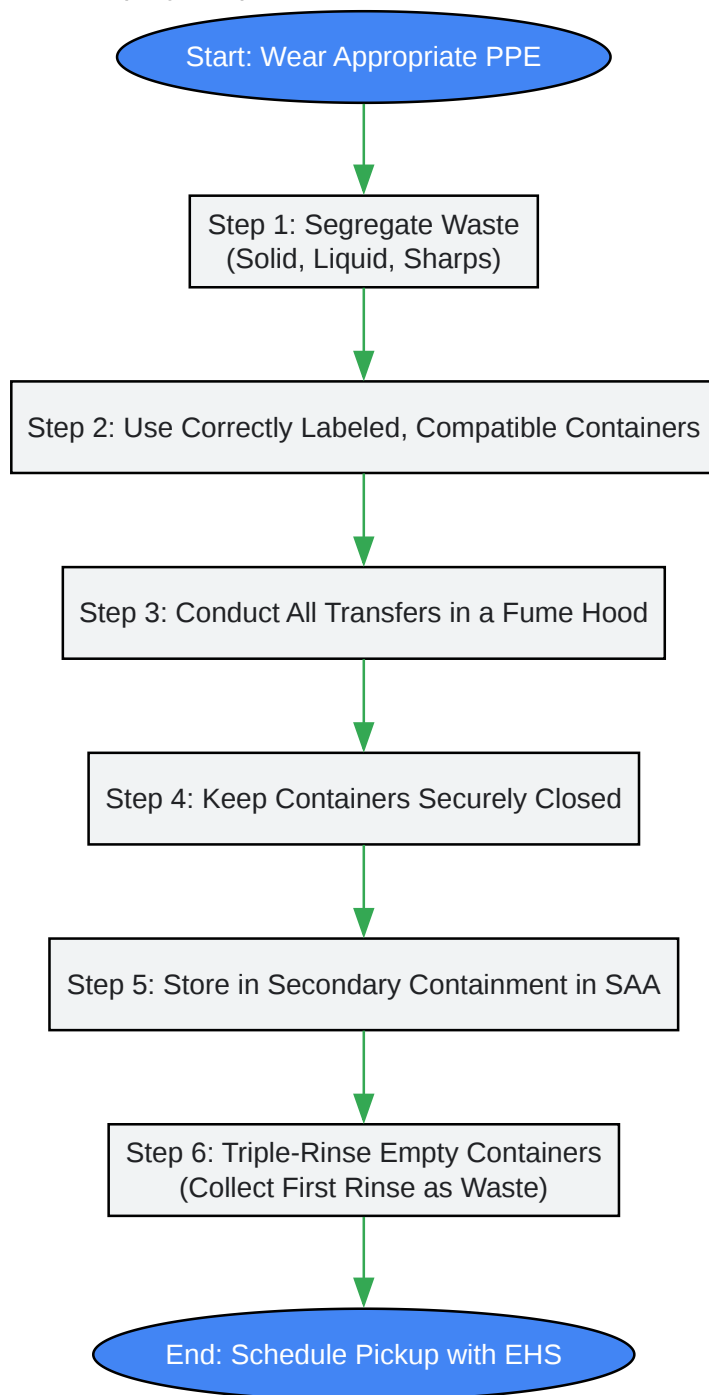 Start: Wear Appropriate PPE
Step 1: Segregate Waste
(Solid, Liquid, Sharps)
Step 2: Use Correctly Labeled, Compatible Containers
Step 3: Conduct All Transfers in a Fume Hood
Step 4: Keep Containers Securely Closed
Step 5: Store in Secondary Containment in SAA
Step 6: Triple-Rinse Empty Containers
(Collect First Rinse as Waste)
End: Schedule Pickup with EHS